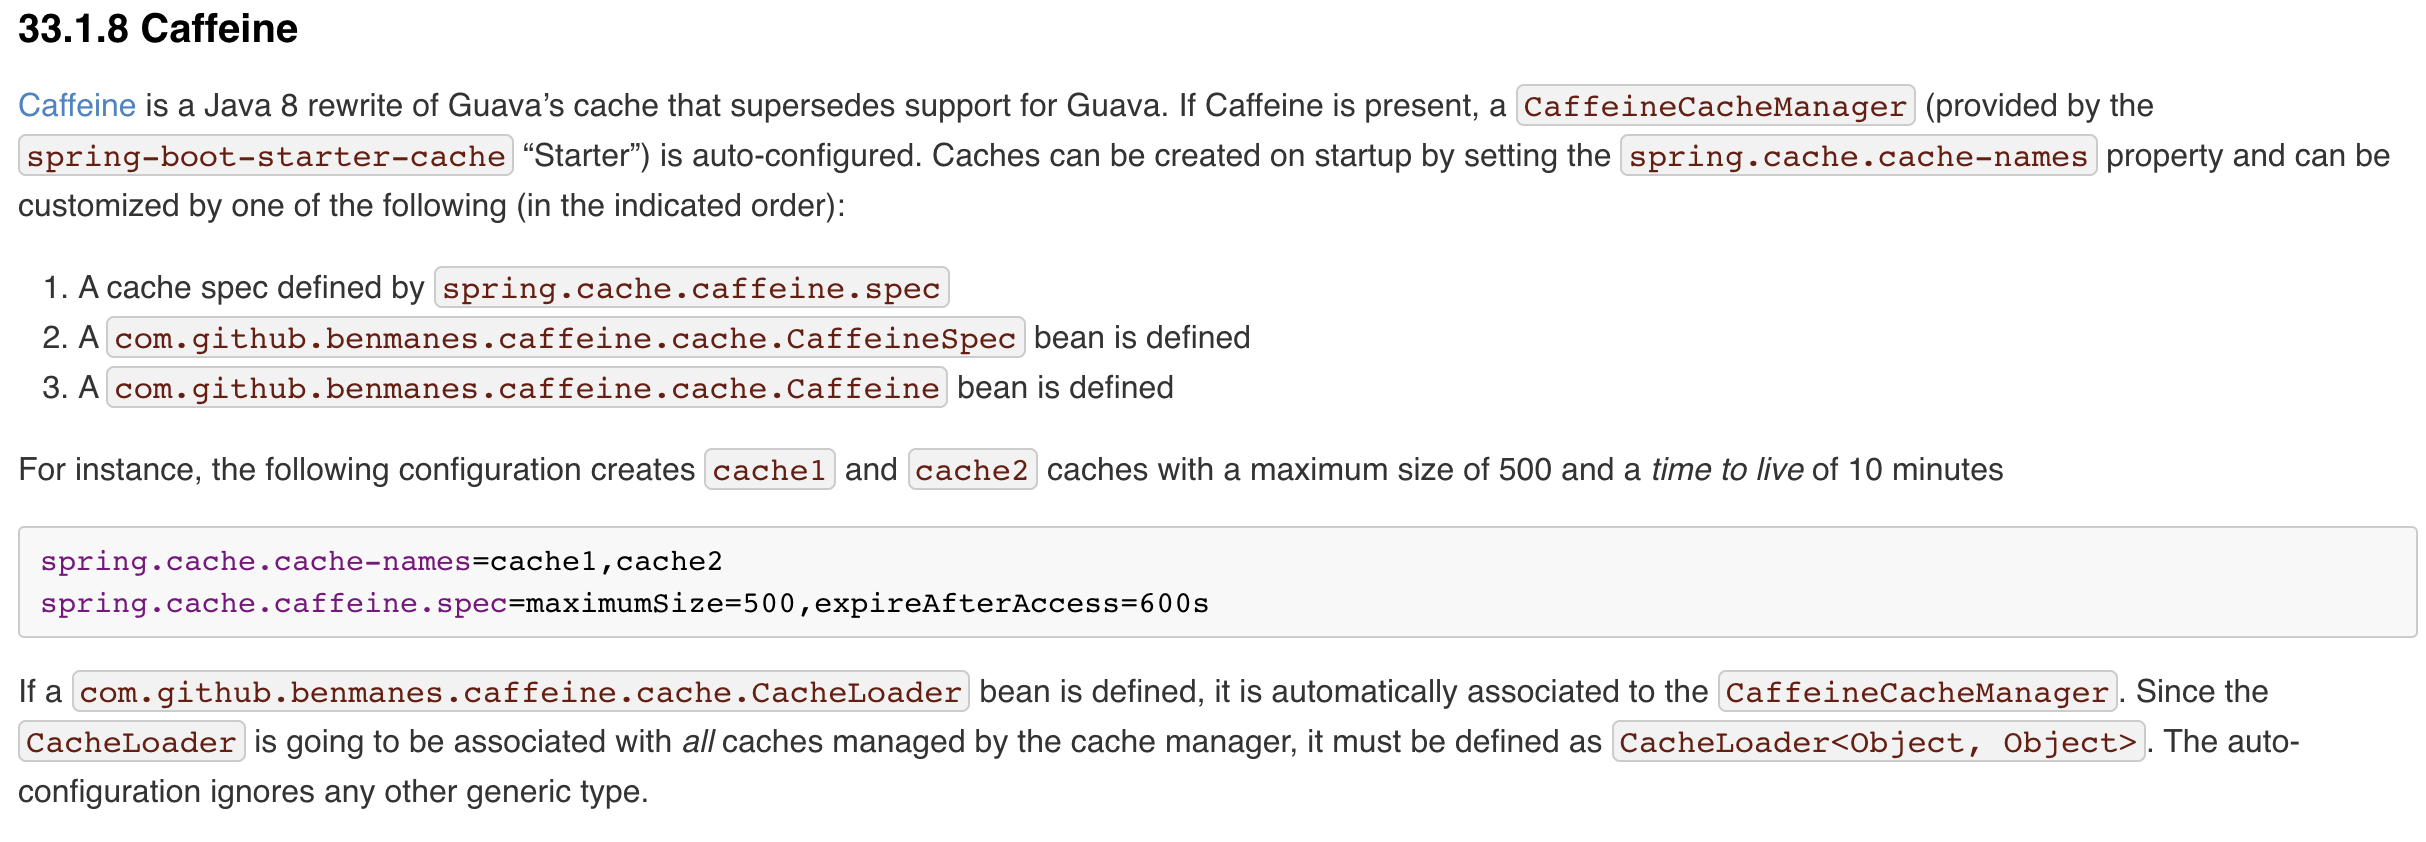 33.1.8 Caffeine
Caffeine is a Java 8 rewrite of Guava’s cache that supersedes support for Guava. If Caffeine is present, a CaffeineCacheManager (provided by the
spring-boot-starter-cache “Starter”) is auto-configured. Caches can be created on startup by setting the spring.cache.cache-names property and can be
customized by one of the following (in the indicated order):
1. A cache spec defined by spring.cache.caffeine.spec
2. A com.github.benmanes.caffeine.cache.CaffeineSpec bean is defined
3. A com.github.benmanes.caffeine.cache.Caffeine bean is defined
For instance, the following configuration creates cache1 and cache2 caches with a maximum size of 500 and a time to live of 10 minutes
spring.cache.cache-names=cache1,cache2
spring.cache.caffeine.spec=maximumSize=500,expireAfterAccess=600s
If a com.github.benmanes.caffeine.cache.CacheLoader bean is defined, it is automatically associated to the CaffeineCacheManager. Since the
CacheLoader is going to be associated with all caches managed by the cache manager, it must be defined as CacheLoader<Object, Object>. The auto-
configuration ignores any other generic type.